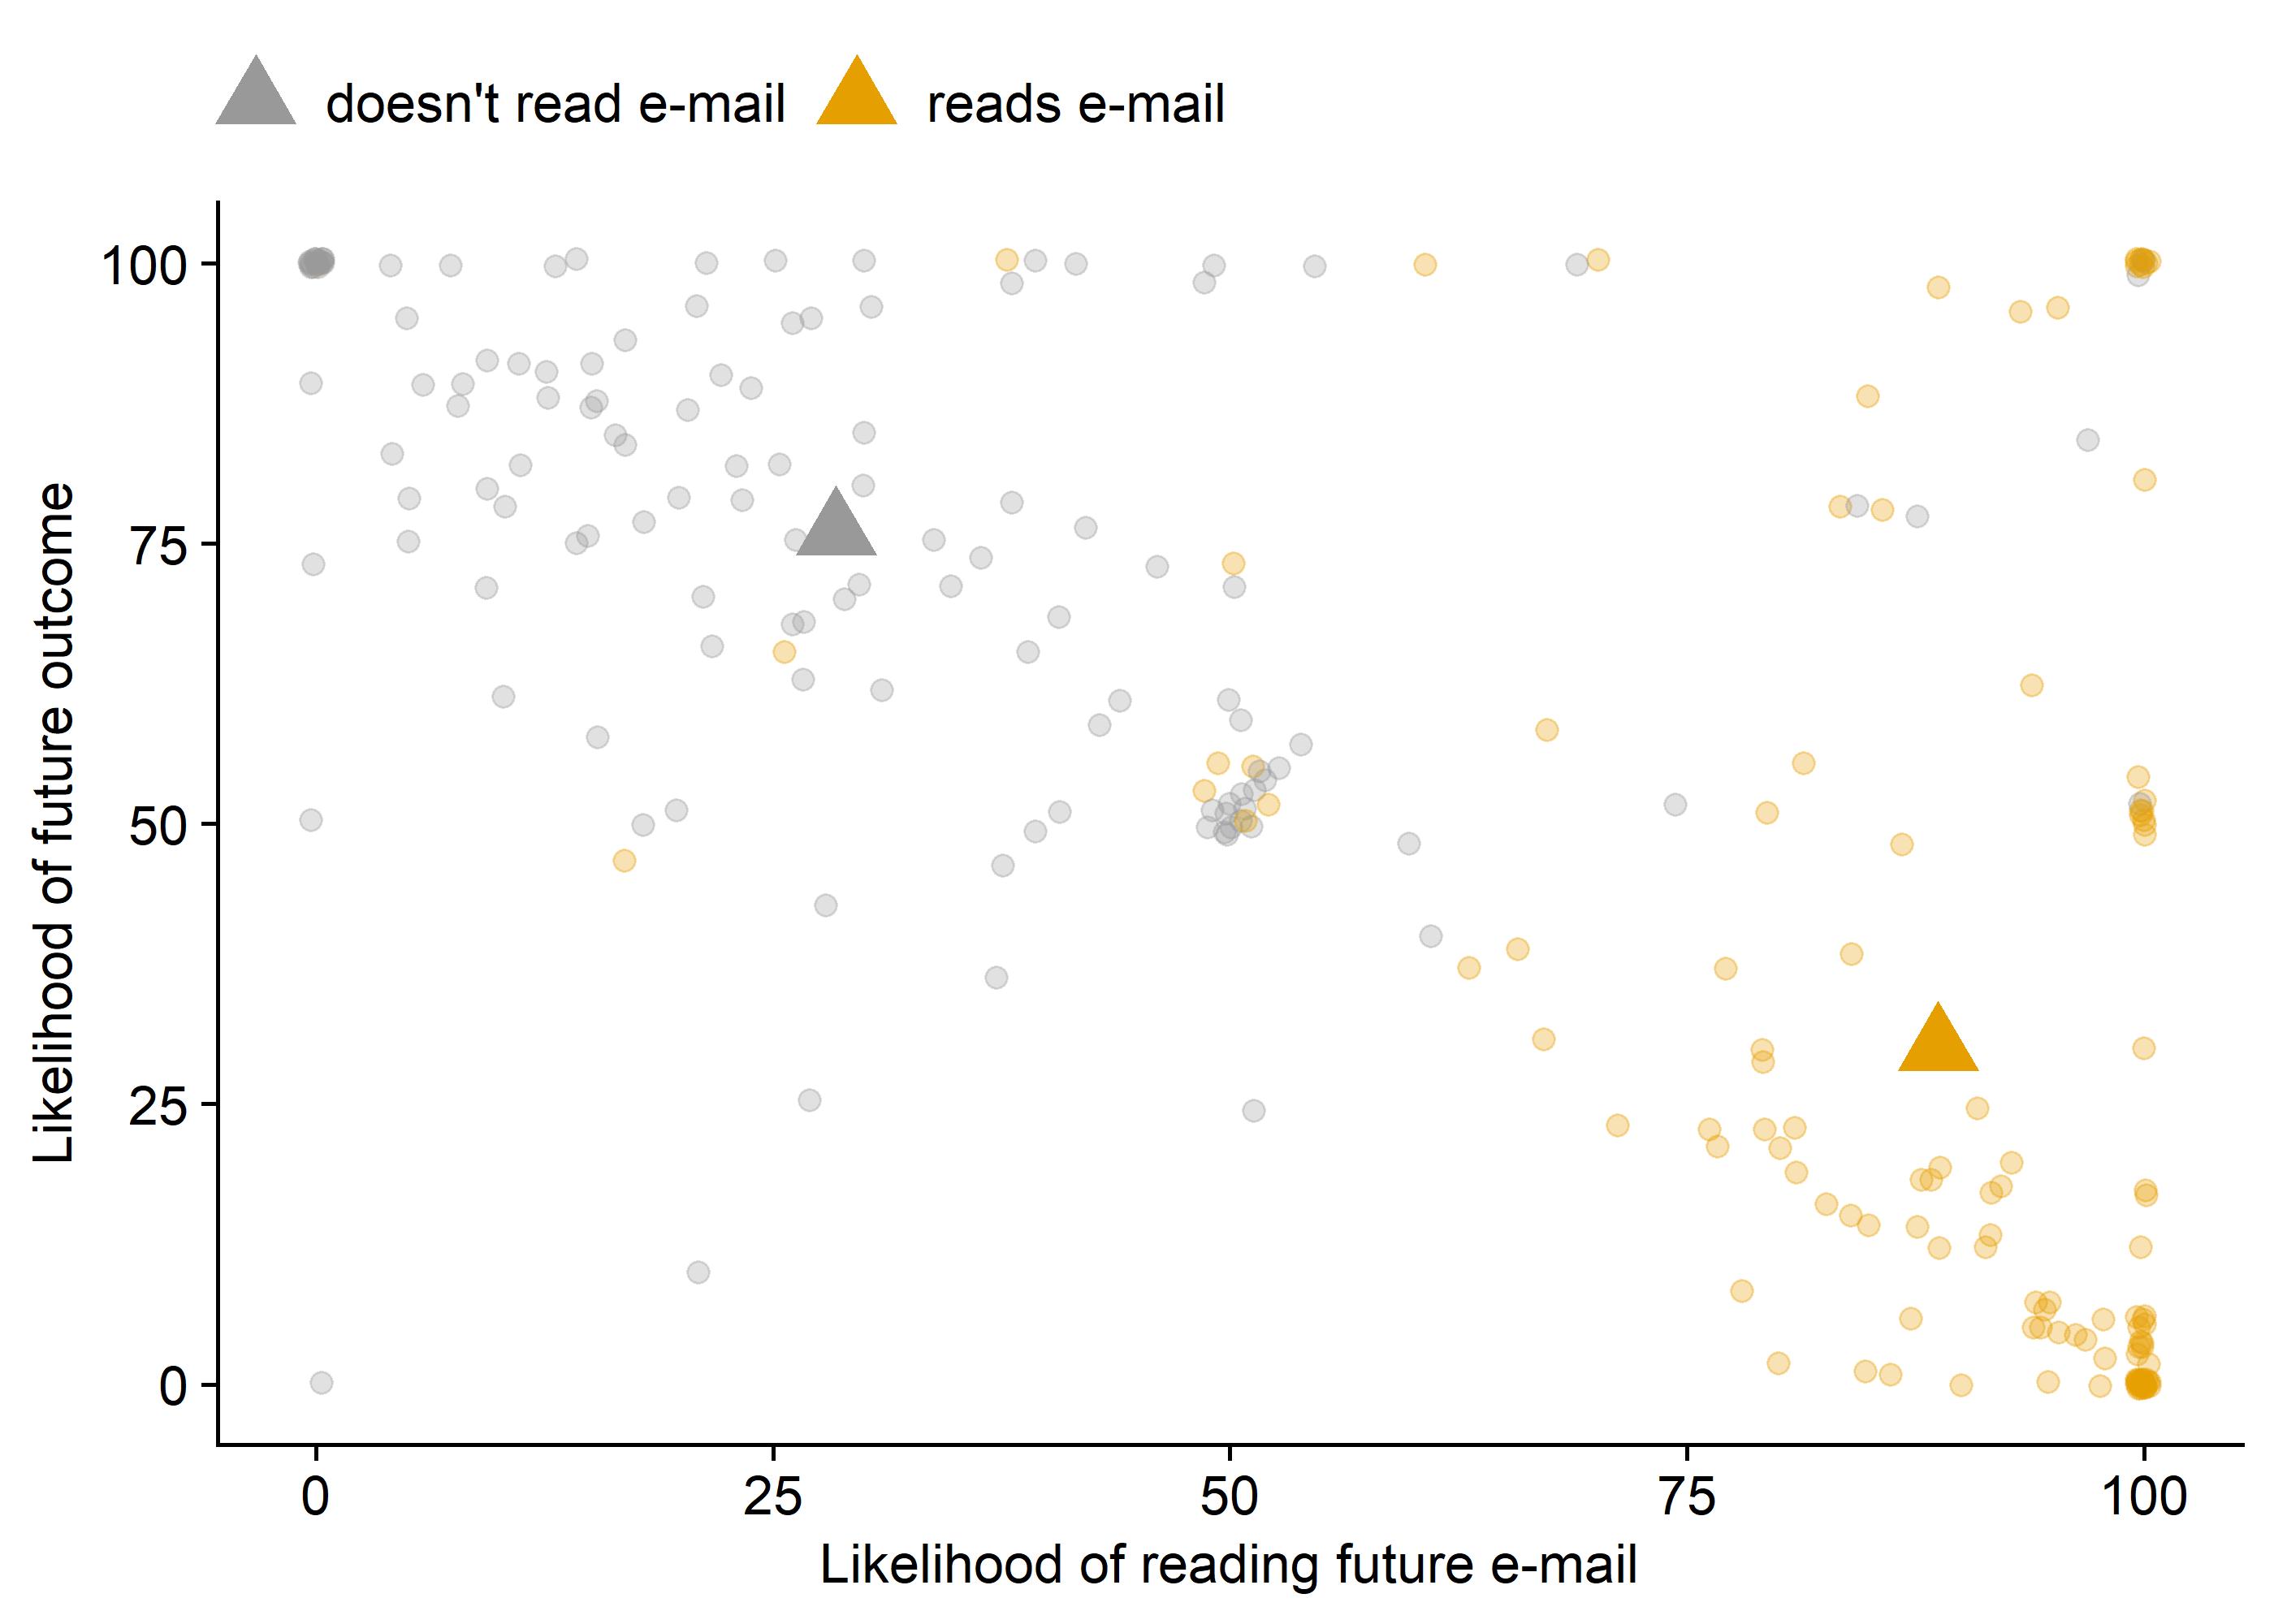 doesn't read e-mail reads e-mail
Likelihood of future outcome
100
75
50
25
0
0 25 50 75 100
Likelihood of reading future e-mail